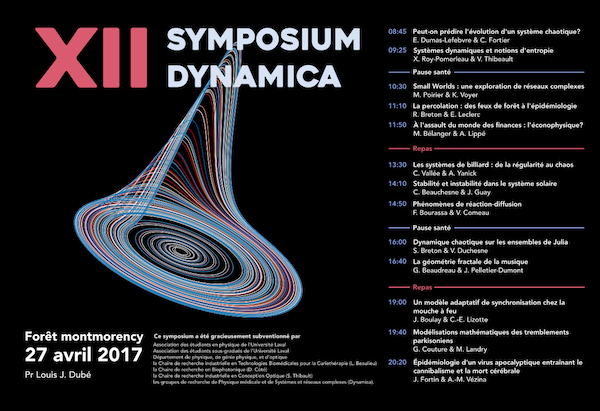 XII
SYMPOSIUM
DYNAMICA
Forêt montmorency
27 avril 2017
Pr Louis J. Dubé
Ce symposium a été gracieusement subventionné par
Association des étudiants en physique de l'Université Laval
Association des étudiants sous-gradués de l'Université Laval
Département de physique, de génie physique, et d'optique
la Chaire de recherche industrielle en Technologies Biomédicales pour la Curiethérapie (L. Beaulieu)
la Chaire de recherche en Biophotonique (D. Côté)
la Chaire de recherche industrielle en Conception Optique (S. Thibault)
les groupes de recherche de Physique médicale et de Systèmes et réseaux complexes (Dynamica).
08:45 Peut-on prédire l'évolution d'un système chaotique?
E. Dumas-Lefebvre & C. Fortier
09:25 Systèmes dynamiques et notions d'entropie
X. Roy-Pomerleau & V. Thibeault
Pause santé
10:30 Small Worlds : une exploration de réseaux complexes
M. Poirier & K. Voyer
11:10 La percolation : des feux de forêt à l'épidémiologie
R. Breton & E. Leclerc
11:50 À l'assaut du monde des finances : l'éconophysique?
M. Bélanger & A. Lippé
Repas
13:30 Les systèmes de billiard : de la régularité au chaos
C. Vallée & A. Yanick
14:10 Stabilité et instabilité dans le système solaire
C. Beauchesne & J. Guay
14:50 Phénomènes de réaction-diffusion
F. Bourassa & V. Comeau
Pause santé
16:00 Dynamique chaotique sur les ensembles de Julia
S. Breton & V. Duchesne
16:40 La géométrie fractale de la musique
G. Beaudreau & J. Pelletier-Dumont
Repas
19:00 Un modèle adaptatif de synchronisation chez la
mouche à feu
J. Boulay & C.-E. Lizotte
19:40 Modélisations mathématiques des tremblements
parkisoniens
G. Couture & M. Landry
20:20 Épidémiologie d'un virus apocalyptique entraînant le
cannibalisme et la mort cérébrale
J. Fortin & A.-M. Vézina